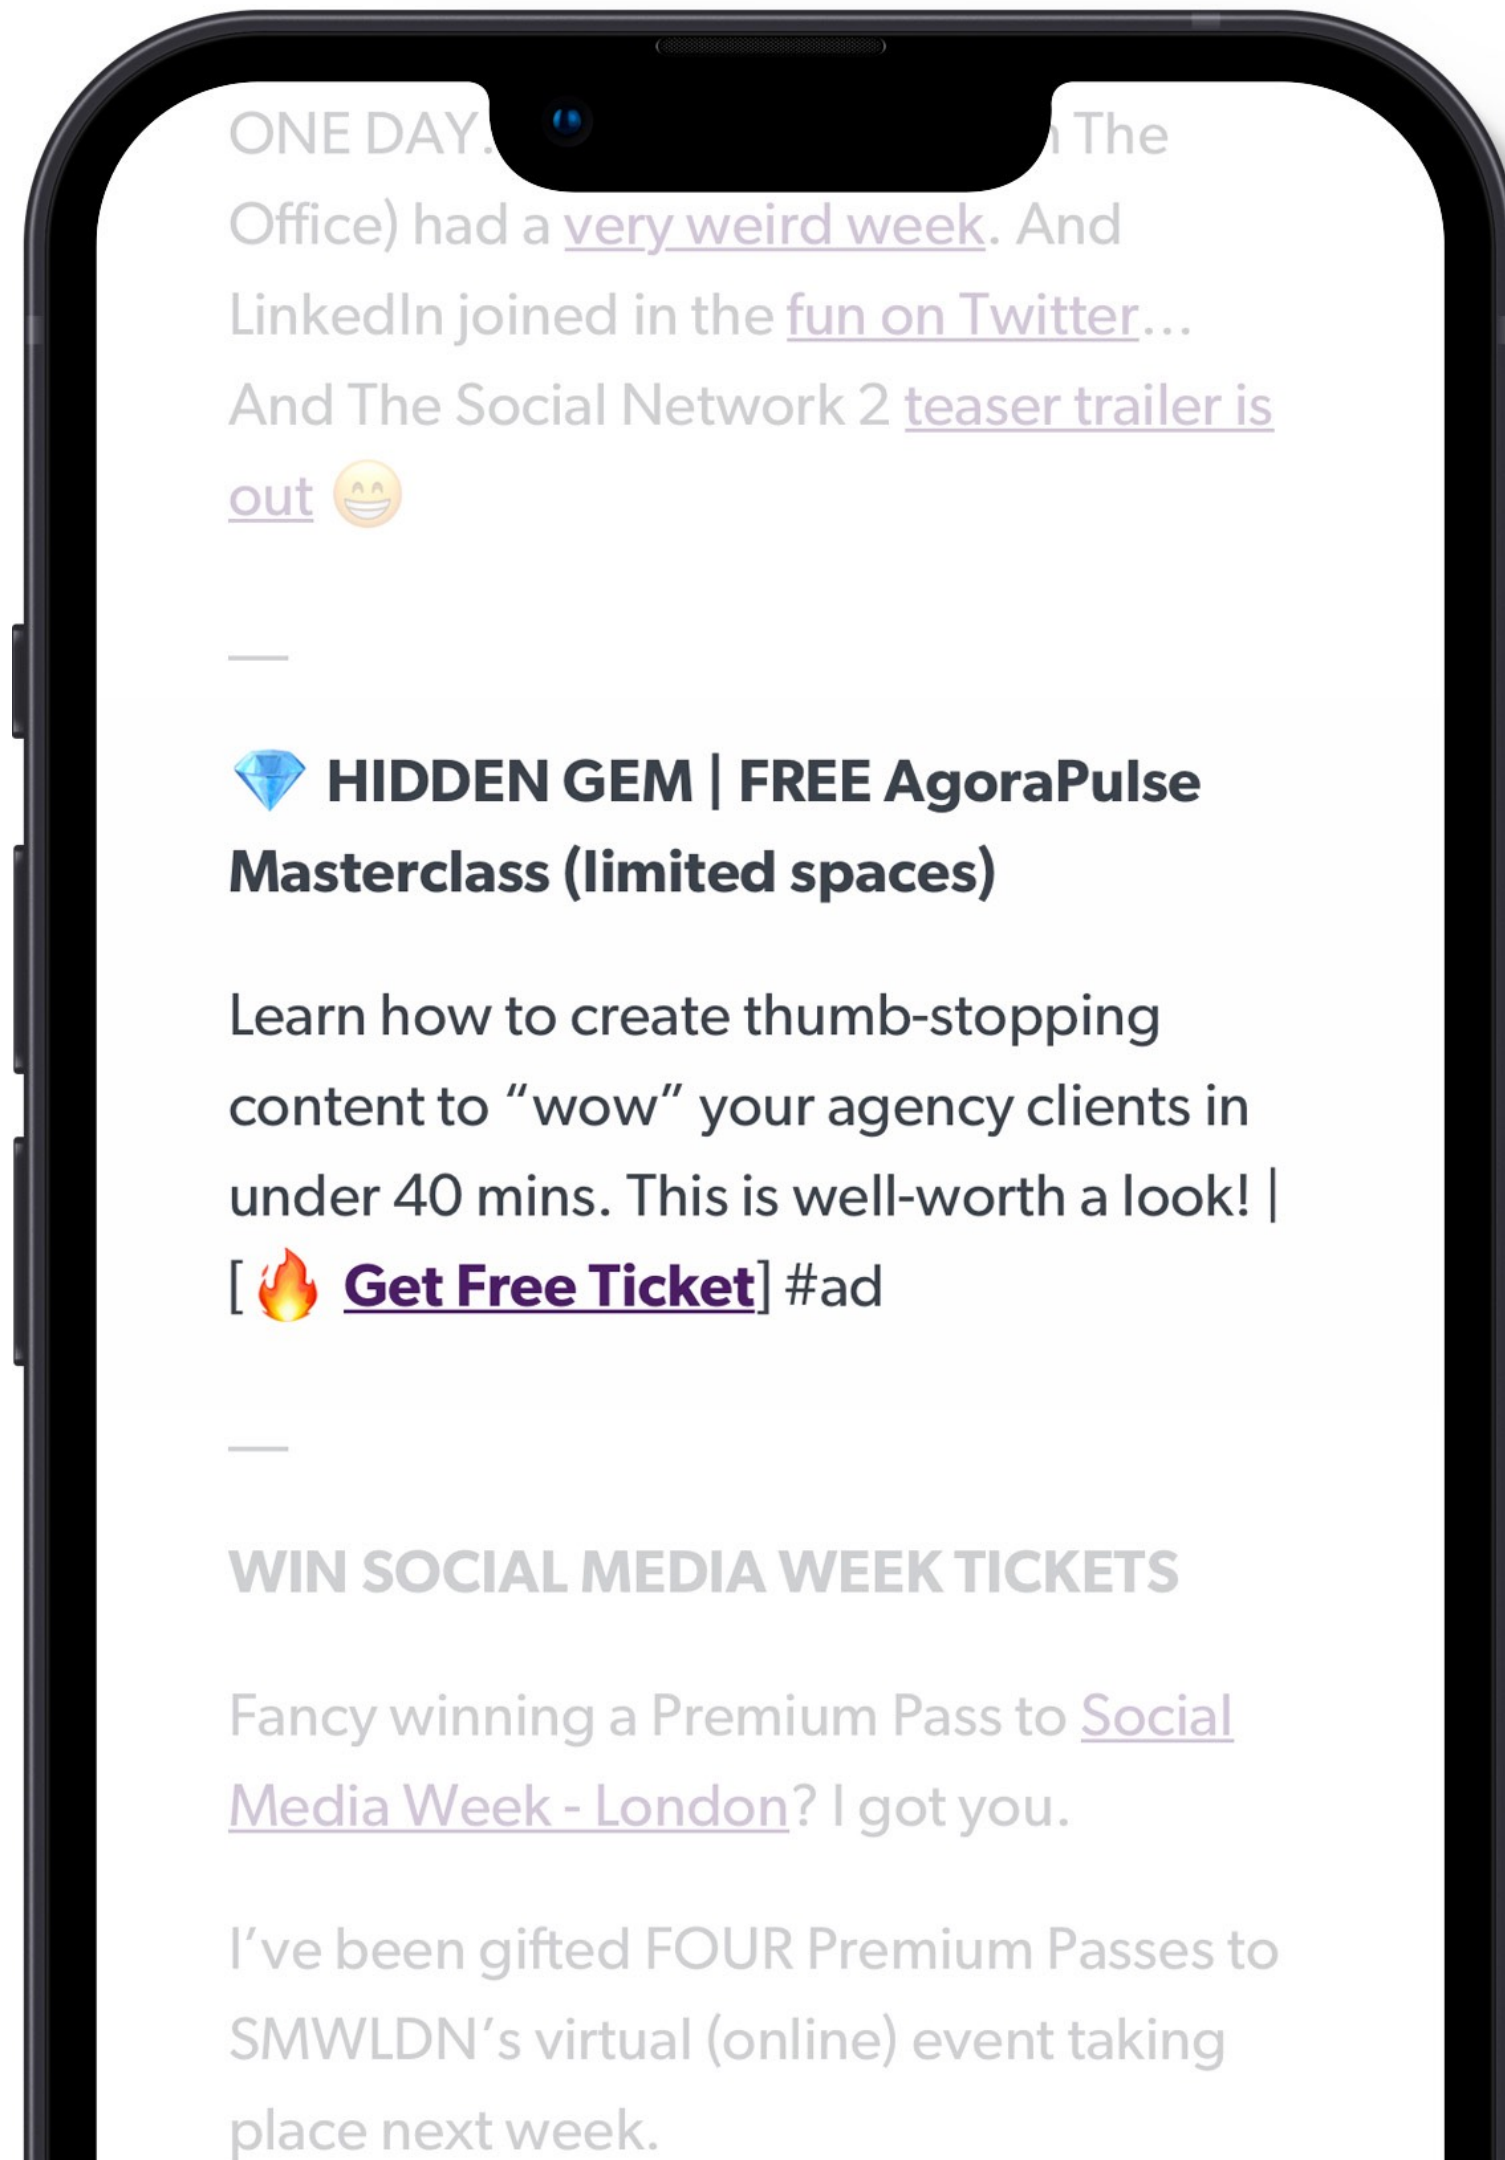 ONE DAY. The
Office) had a very weird week. And
LinkedIn joined in the fun on Twitter...
And The Social Network 2 teaser trailer is
out 😁
—
💎 HIDDEN GEM | FREE AgoraPulse
Masterclass (limited spaces)
Learn how to create thumb-stopping
content to “wow” your agency clients in
under 40 mins. This is well-worth a look! |
[🔥 Get Free Ticket] #ad
—
WIN SOCIAL MEDIA WEEK TICKETS
Fancy winning a Premium Pass to Social
Media Week - London? I got you.
I’ve been gifted FOUR Premium Passes to
SMWLDN’s virtual (online) event taking
place next week.